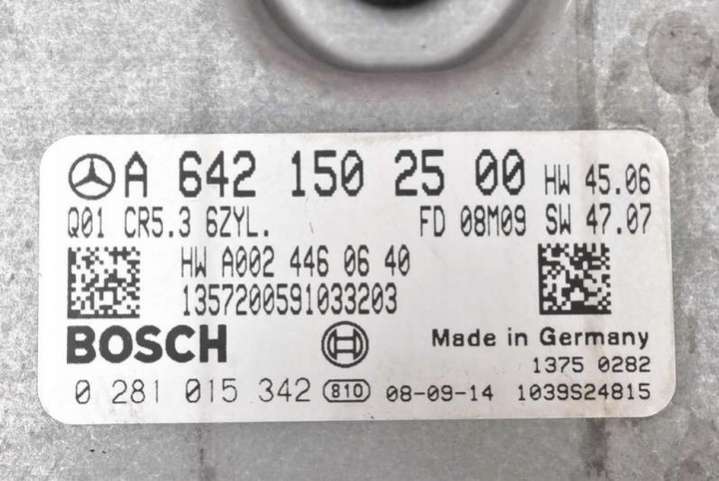 A 642 150 25 00 HW 45.06
Q01 CR5.3 6ZYL. FD 08M09 SW 47.07
HW A002 446 06 40
1357200591033203
BOSCH Made in Germany
1375 0282
0 281 015 342 810 08-09-14 1039S24815